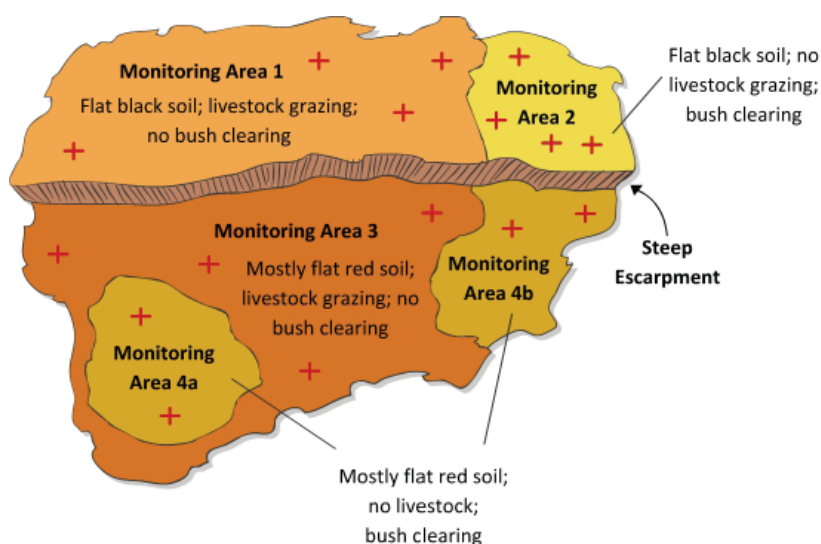 Monitoring Area 1
Flat black soil; livestock grazing;
no bush clearing
Monitoring
Area 2
Flat black soil; no
livestock grazing;
bush clearing
Monitoring Area 3
Mostly flat red soil;
livestock grazing; no
bush clearing
Monitoring
Area 4b
Steep
Escarpment
Monitoring
Area 4a
Mostly flat red soil;
no livestock;
bush clearing